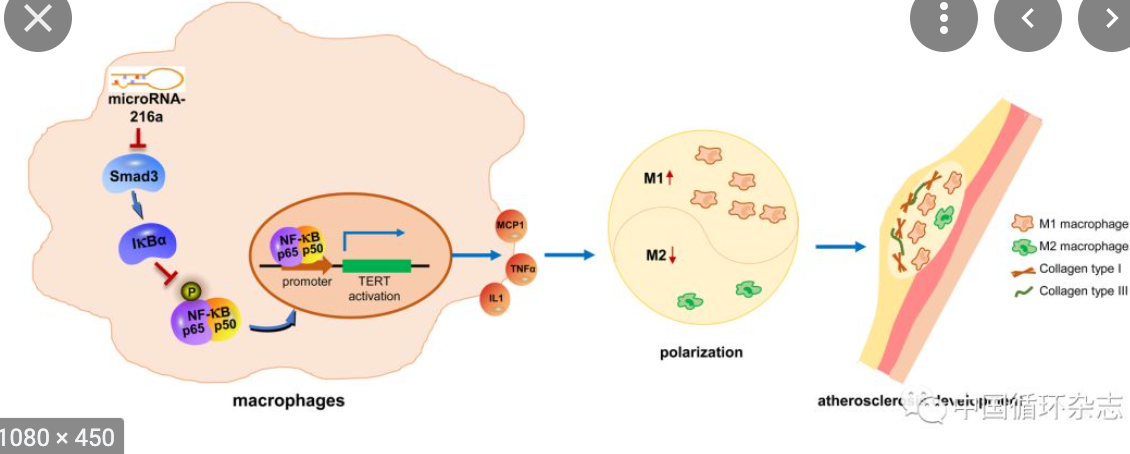 microRNA-
216a
Smad3
IκBα
P
NF-κB
p65 p50
NF-κB
p65 p50
promoter
TERT
activation
macrophages
MCP1
TNFα
IL1
M1
M2
polarization
M1 macrophage
M2 macrophage
Collagen type I
Collagen type III
development
中国循环杂志
1080 × 450